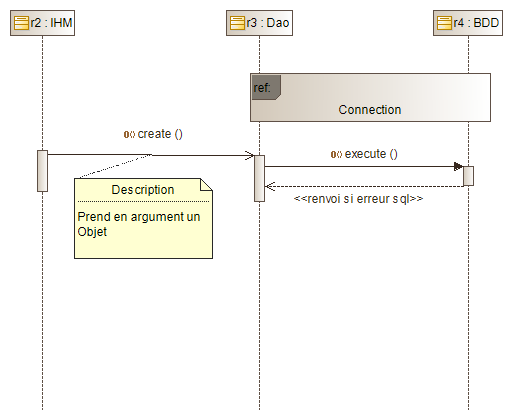 r2 : IHM
r3 : Dao
r4 : BDD
ref:
Connection
create ()
execute ()
Description
<<renvoi si erreur sql>>
Prend en argument un
Objet